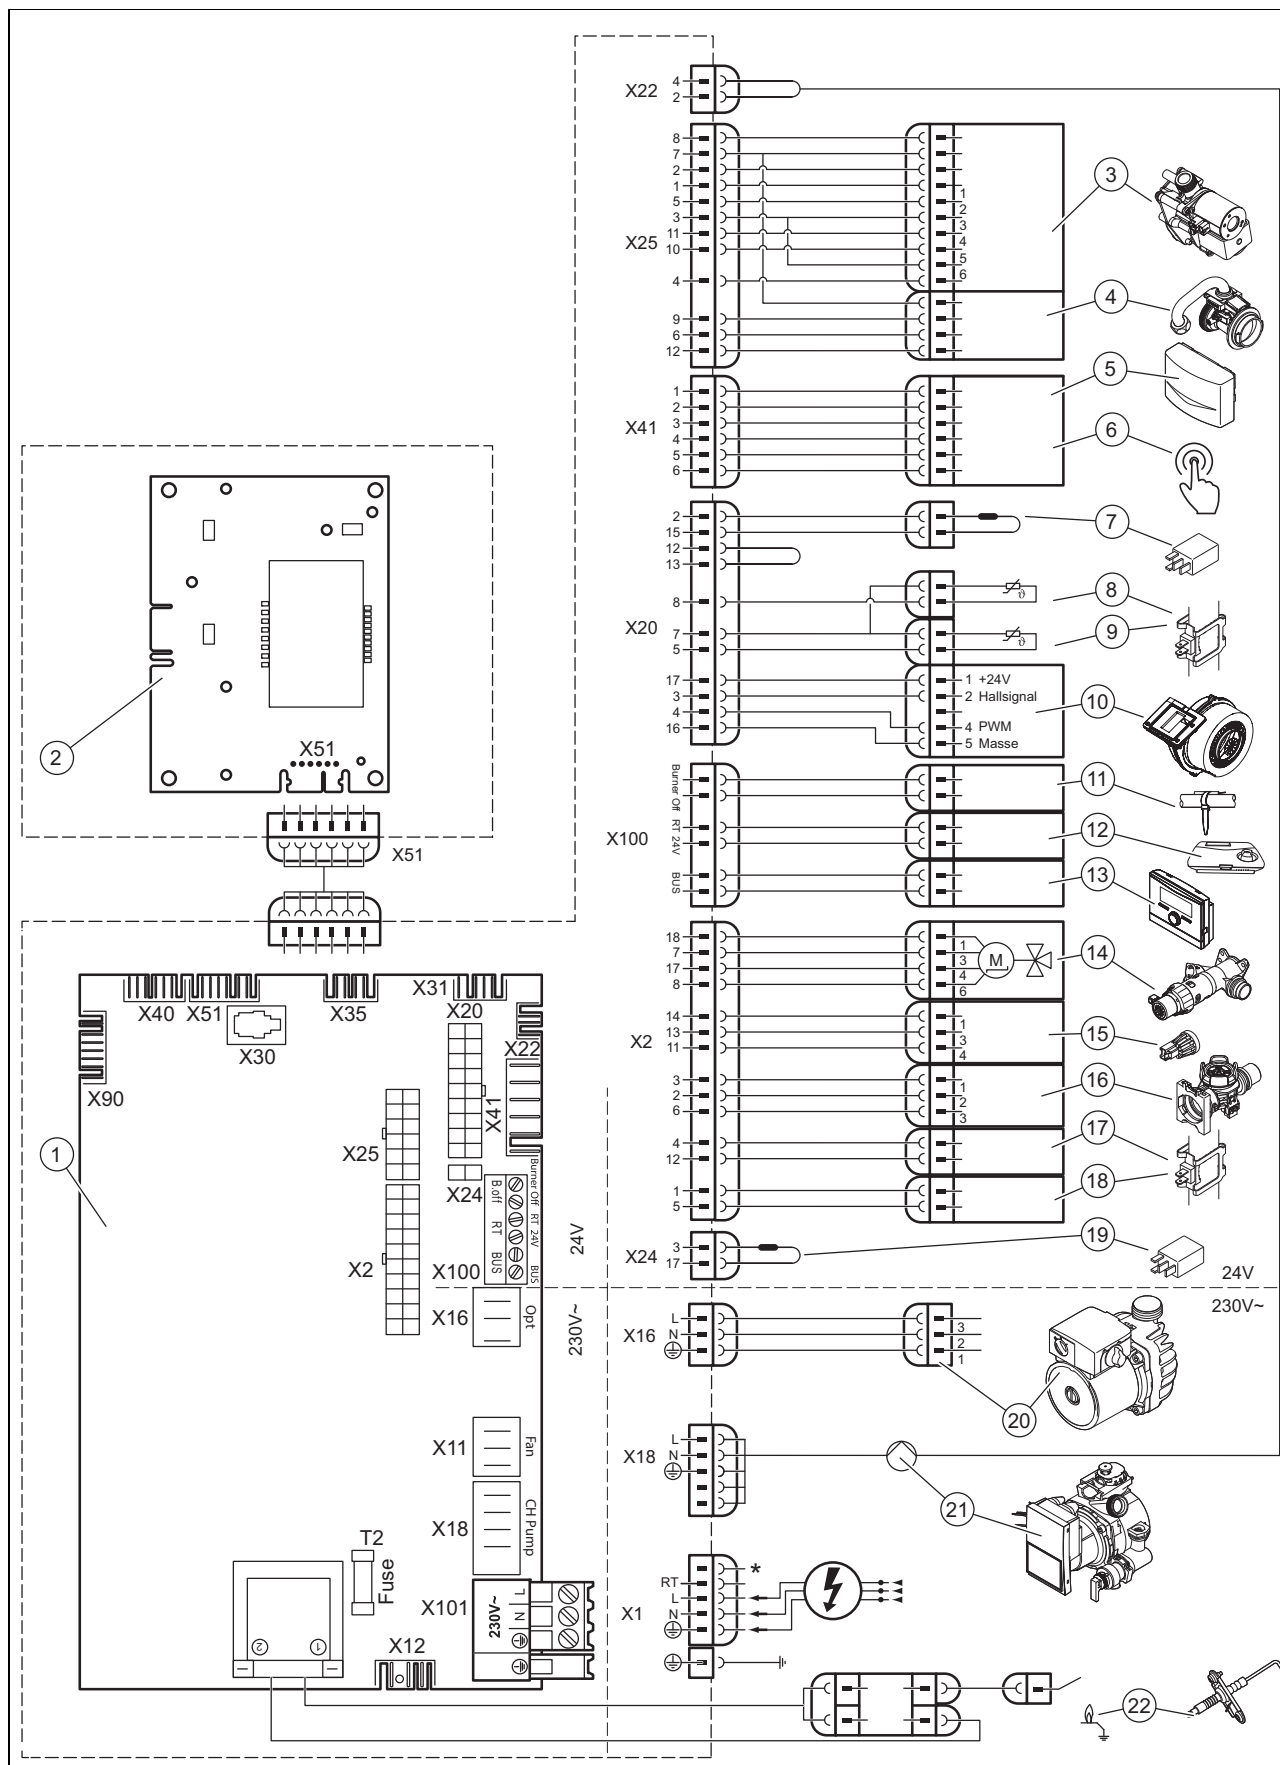 X22
4
2
X25
8
7
2
1
5
3
11
10
4
9
6
12
1
2
3
4
5
6
3
4
X41
1
2
3
4
5
6
5
6
X20
2
15
12
13
8
7
5
17
3
4
16
ϑ
ϑ
1 +24V
2 Hallsignal
4 PWM
5 Masse
7
8
9
10
X100
Burner Off
RT 24V
BUS
11
12
13
X2
18
7
17
8
14
13
11
3
2
6
4
12
1
5
1
3
4
6
M
1
3
4
1
2
3
14
15
16
17
18
X24
3
17
19
24V
230V~
X16
L
N
3
2
1
20
X18
L
N
21
X1
*
RT
L
N
22
2
X51
X51
1
X40
X51
X35
X31
X20
X30
X22
X90
X41
X25
X24
X2
X100
B.off
RT
BUS
Burner Off
RT 24V
BUS
24V
230V~
X16
Opt
X11
Fan
X18
CH Pump
T2
Fuse
X101
230V~
L
N
X12
2
1